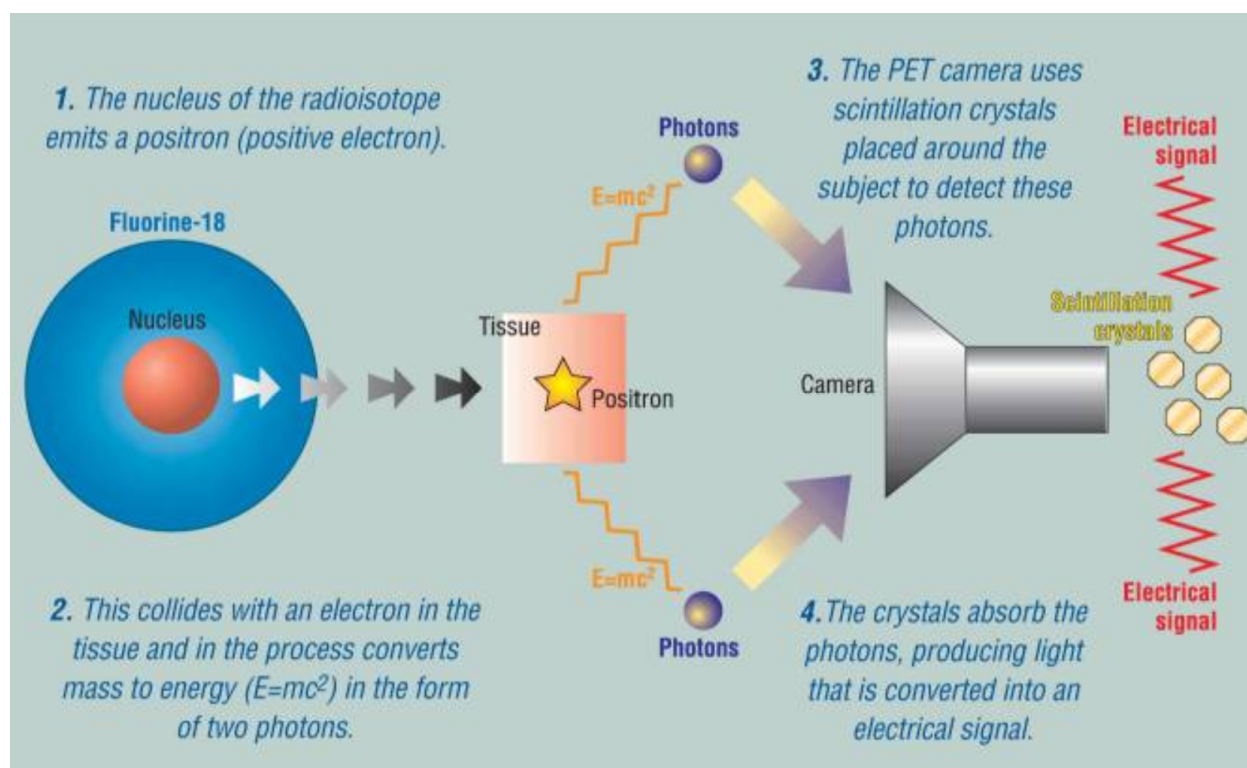 1. The nucleus of the radioisotope
emits a positron (positive electron).
Fluorine-18
Nucleus
2. This collides with an electron in the
tissue and in the process converts
mass to energy (E=mc²) in the form
of two photons.
Tissue
Positron
E=mc²
Photons
E=mc²
Photons
3. The PET camera uses
scintillation crystals
placed around the
subject to detect these
photons.
Camera
4.The crystals absorb the
photons, producing light
that is converted into an
electrical signal.
Electrical
signal
Scintillation
crystals
Electrical
signal